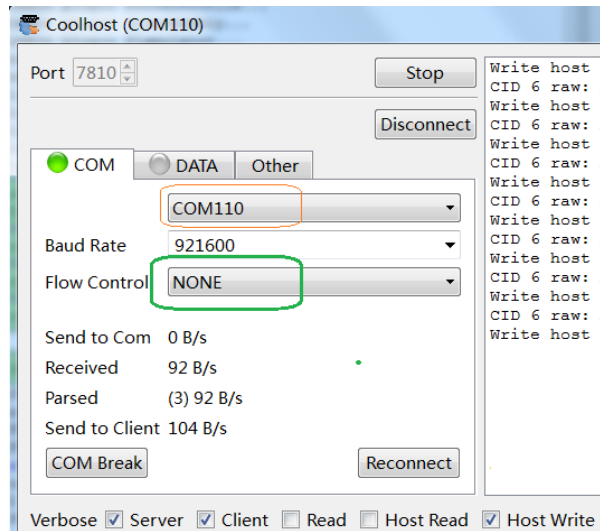 Coolhost (COM110)
Port 7810 Stop
Disconnect
COM DATA Other
COM110
Baud Rate 921600
Flow Control NONE
Send to Com 0 B/s
Received 92 B/s
Parsed (3) 92 B/s
Send to Client 104 B/s
COM Break Reconnect
Verbose Server Client Read Host Read Host Write
Write host
CID 6 raw:
Write host
CID 6 raw:
Write host
CID 6 raw:
Write host
CID 6 raw:
Write host
CID 6 raw:
Write host
CID 6 raw:
Write host
CID 6 raw:
Write host